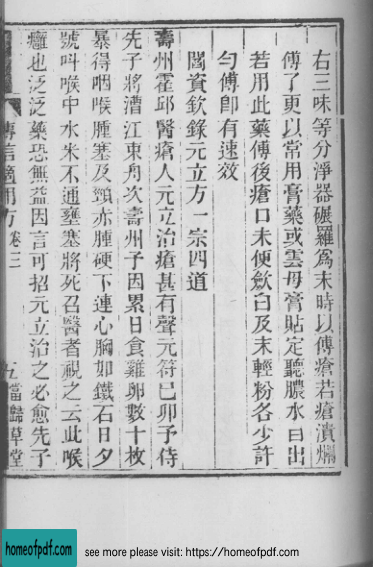 右三味等分淨器碾羅爲末時以傅瘡若瘡潰爛
傅了更以常用膏藥或雲母膏貼定聽膿水日出
若用此藥傅後瘡口未便斂白及末輕粉各少許
勻傅卽有速效
閻資欽錄元立方一宗四道
壽州霍邱醫瘡人元立治瘡甚有聲元符己卯予侍
先子將漕江東舟次壽州子因累日食雞卵數十枚
暴得咽喉腫塞及頸赤腫硬下連心胸如鐵石日夕
號呌喉中水米不通壅塞將死召醫者視之云此喉
癰也泛泛藥恐無益因言可招元立治之必愈先子
傳言適用方 卷三
五 當歸草堂
homeofpdf.com
see more please visit: https://homeofpdf.com